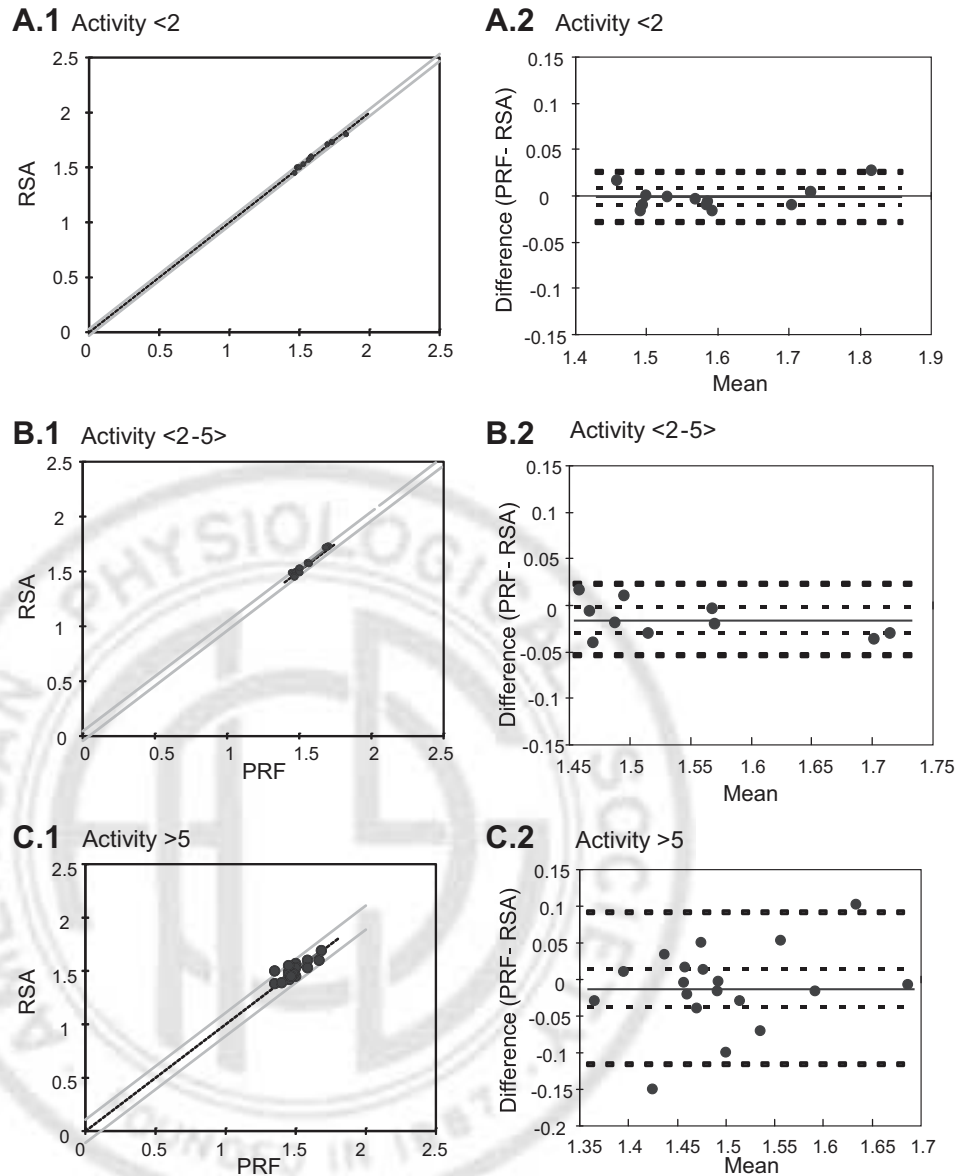 A.1 Activity <2
2.5
2
1.5
1
0.5
0
RSA
0 0.5 1 1.5 2 2.5
A.2 Activity <2
0.15
0.1
0.05
0
-0.05
-0.1
-0.15
Difference (PRF- RSA)
1.4 1.5 1.6 1.7 1.8 1.9
Mean
B.1 Activity <2-5>
2.5
2
1.5
1
0.5
0
RSA
0 0.5 1 1.5 2 2.5
PRF
B.2 Activity <2-5>
0.15
0.1
0.05
0
-0.05
-0.1
-0.15
Difference (PRF- RSA)
1.45 1.5 1.55 1.6 1.65 1.7 1.75
Mean
C.1 Activity >5
2.5
2
1.5
1
0.5
0
RSA
0 0.5 1 1.5 2 2.5
PRF
C.2 Activity >5
0.15
0.1
0.05
0
-0.05
-0.1
-0.15
-0.2
Difference (PRF- RSA)
1.35 1.4 1.45 1.5 1.55 1.6 1.65 1.7
Mean